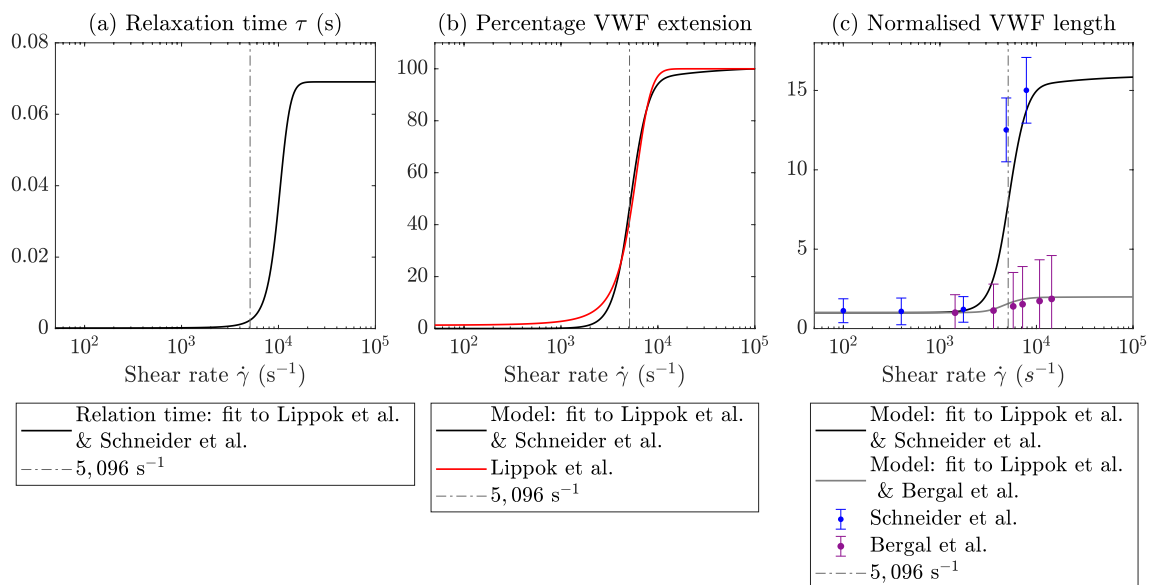 (a) Relaxation time τ (s)
0.08
0.06
0.04
0.02
0
10²
10³
10⁴
10⁵
Shear rate γ̇ (s⁻¹)
Relation time: fit to Lippok et al.
& Schneider et al.
5, 096 s⁻¹
(b) Percentage VWF extension
100
80
60
40
20
0
10²
10³
10⁴
10⁵
Shear rate γ̇ (s⁻¹)
Model: fit to Lippok et al.
& Schneider et al.
Lippok et al.
5, 096 s⁻¹
(c) Normalised VWF length
15
10
5
0
10²
10³
10⁴
10⁵
Shear rate γ̇ (s⁻¹)
Model: fit to Lippok et al.
& Schneider et al.
Model: fit to Lippok et al.
& Bergal et al.
Schneider et al.
Bergal et al.
5, 096 s⁻¹